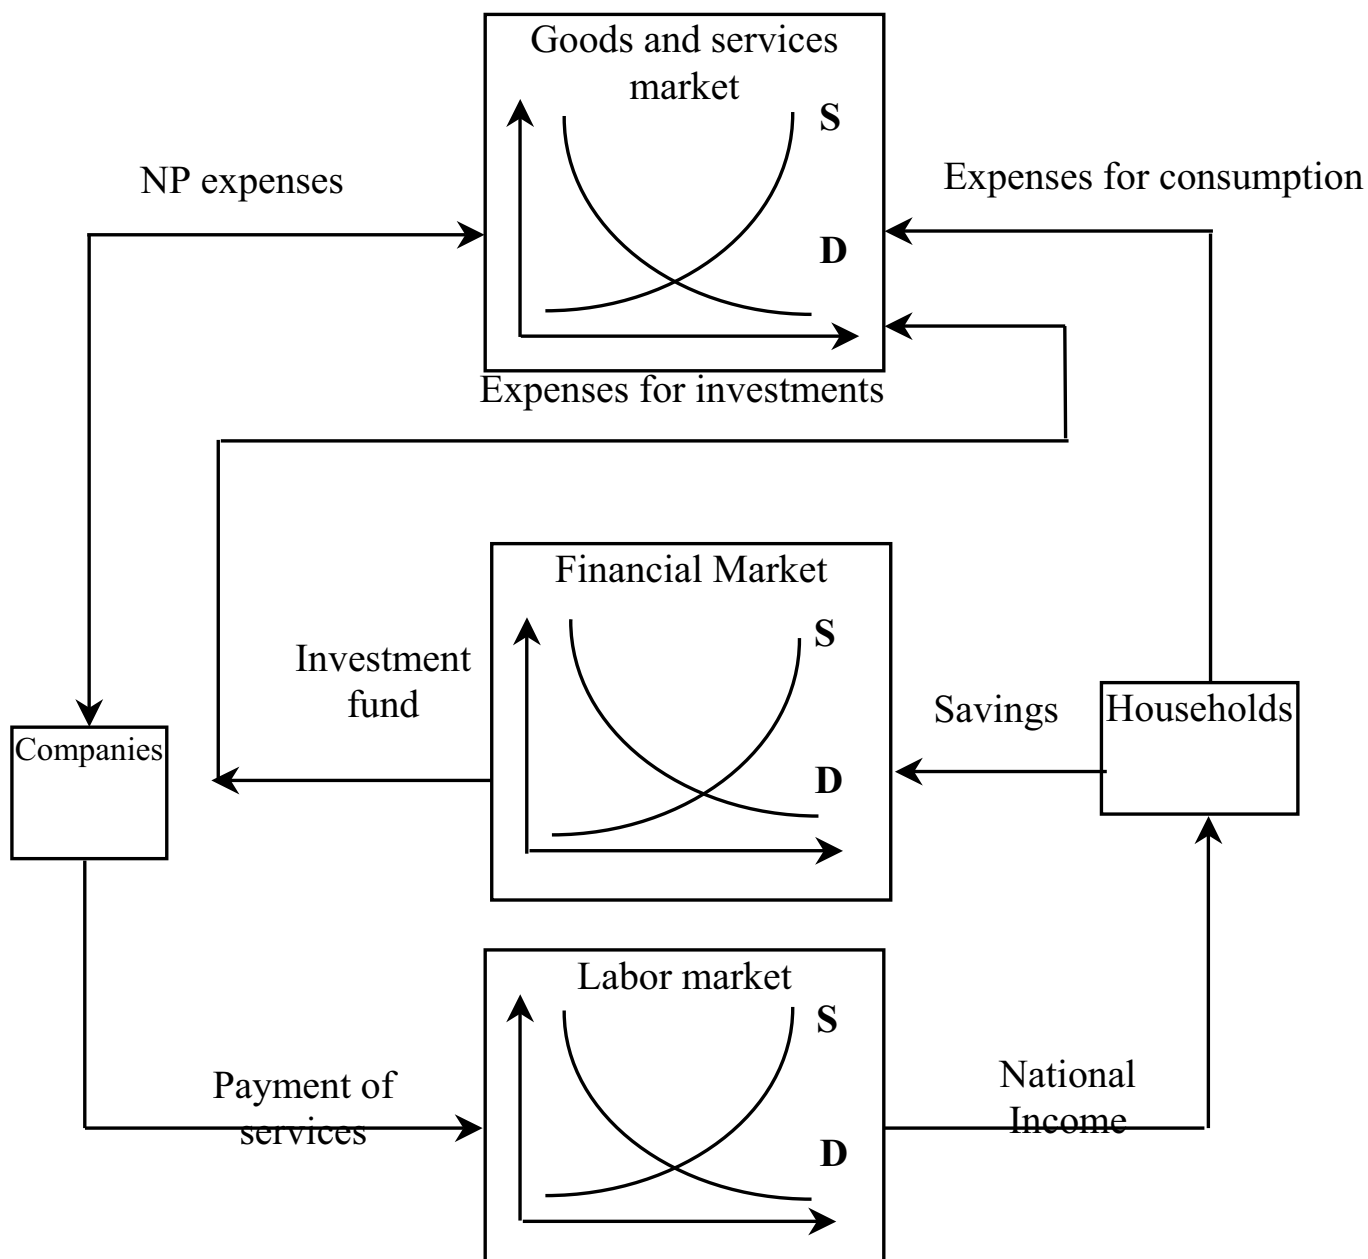 Goods and services
market
S
D
NP expenses
Expenses for consumption
Expenses for investments
Financial Market
S
D
Investment
fund
Savings
Households
Companies
Labor market
S
D
Payment of
services
National
Income